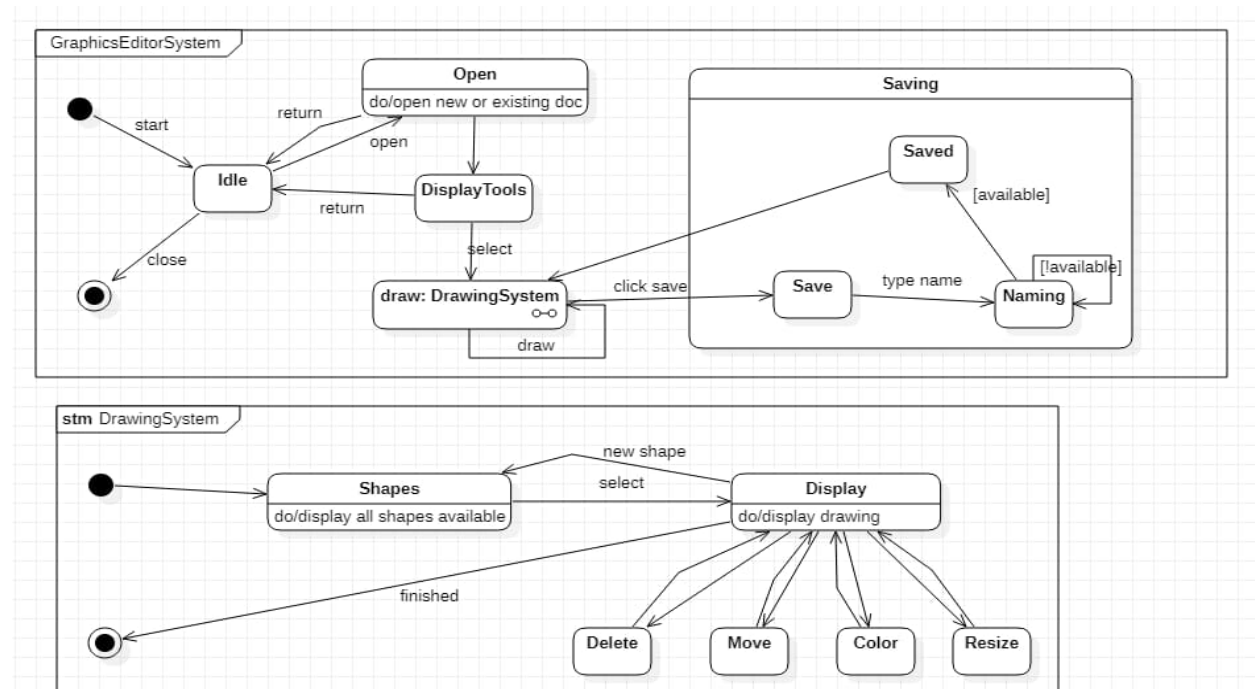 GraphicsEditorSystem
Open
do/open new or existing doc
Saving
return
start
open
Saved
Idle
DisplayTools
[available]
return
select
close
[!available]
draw: DrawingSystem
click save
Save
type name
Naming
draw
stm DrawingSystem
new shape
Shapes
select
Display
do/display all shapes available
do/display drawing
finished
Delete
Move
Color
Resize